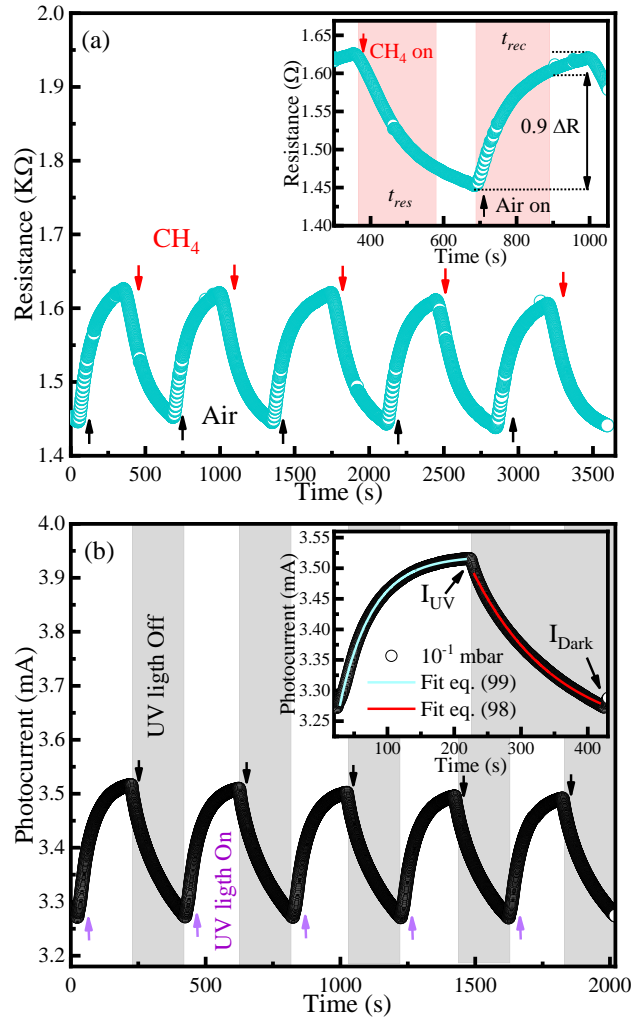 (a)
2.0
1.9
1.8
1.7
1.6
1.5
1.4
Resistance (KΩ)
0 500 1000 1500 2000 2500 3000 3500
Time (s)
CH4
Air
1.60
1.55
1.50
1.45
1.40
Resistance (Ω)
400 600 800 1000
Time (s)
CH4 on
trec
0.9 ΔR
tres
Air on
(b)
4.0
3.9
3.8
3.7
3.6
3.5
3.4
3.3
3.2
Photocurrent (mA)
0 500 1000 1500 2000
Time (s)
UV ligth Off
UV ligth On
3.50
3.45
3.40
3.35
3.30
3.25
Photocurrent (mA)
100 200 300 400
Time (s)
IUV
IDark
10-1 mbar
Fit eq. (99)
Fit eq. (98)